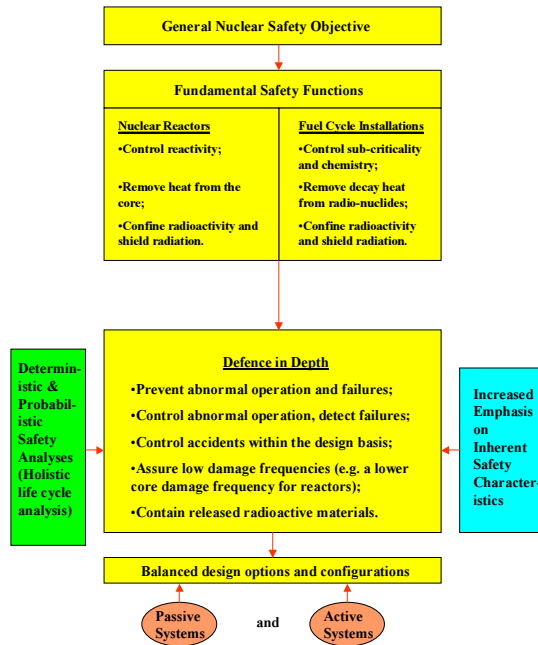 General Nuclear Safety Objective
Fundamental Safety Functions
Nuclear Reactors
•Control reactivity;
•Remove heat from the
core;
•Confine radioactivity and
shield radiation.
Fuel Cycle Installations
•Control sub-criticality
and chemistry;
•Remove decay heat
from radio-nuclides;
•Confine radioactivity
and shield radiation.
Determin-
istic &
Probabil-
istic
Safety
Analyses
(Holistic
life cycle
analysis)
Defence in Depth
•Prevent abnormal operation and failures;
•Control abnormal operation, detect failures;
•Control accidents within the design basis;
•Assure low damage frequencies (e.g. a lower
core damage frequency for reactors);
•Contain released radioactive materials.
Increased
Emphasis
on
Inherent
Safety
Character-
istics
Balanced design options and configurations
Passive
Systems
and
Active
Systems